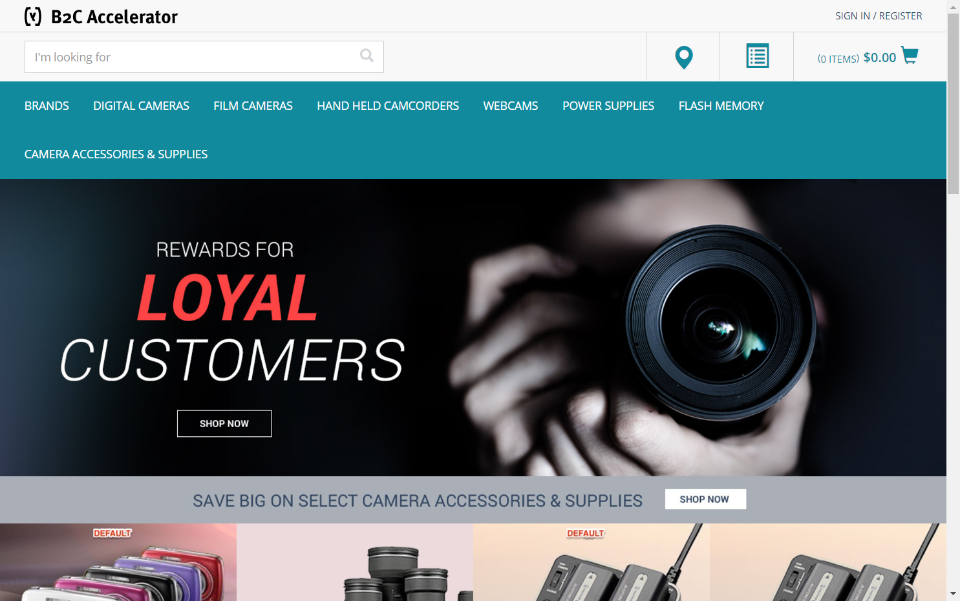 B2C Accelerator
SIGN IN / REGISTER
I'm looking for
(0 ITEMS) $0.00
BRANDS DIGITAL CAMERAS FILM CAMERAS HAND HELD CAMCORDERS WEBCAMS POWER SUPPLIES FLASH MEMORY
CAMERA ACCESSORIES & SUPPLIES
REWARDS FOR
LOYAL
CUSTOMERS
SHOP NOW
SAVE BIG ON SELECT CAMERA ACCESSORIES & SUPPLIES SHOP NOW
DEFAULT DEFAULT